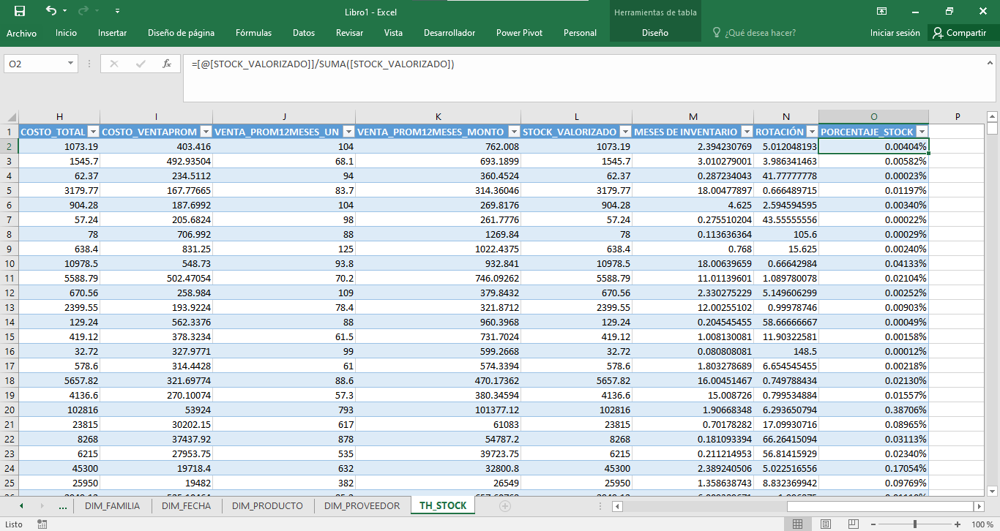 Libro1 - Excel
Herramientas de tabla
Archivo Inicio Insertar Diseño de página Fórmulas Datos Revisar Vista Desarrollador Power Pivot Personal Diseño ¿Qué desea hacer? Iniciar sesión Compartir
O2 fx =[@[STOCK_VALORIZADO]]/SUMA([STOCK_VALORIZADO])
H I J K L M N O P
1 COSTO_TOTAL COSTO_VENTAPROM VENTA_PROM12MESES_UN VENTA_PROM12MESES_MONTO STOCK_VALORIZADO MESES DE INVENTARIO ROTACIÓN PORCENTAJE_STOCK
2 1073.19 403.416 104 762.008 1073.19 2.394230769 5.012048193 0.00404%
3 1545.7 492.93504 68.1 693.1899 1545.7 3.010279001 3.986341463 0.00582%
4 62.37 234.5112 94 360.4524 62.37 0.287234043 41.77777778 0.00023%
5 3179.77 167.77665 83.7 314.36046 3179.77 18.00477897 0.666489715 0.01197%
6 904.28 187.6992 104 269.8176 904.28 4.625 2.594594595 0.00340%
7 57.24 205.6824 98 261.7776 57.24 0.275510204 43.55555556 0.00022%
8 78 706.992 88 1269.84 78 0.113636364 105.6 0.00029%
9 638.4 831.25 125 1022.4375 638.4 0.768 15.625 0.00240%
10 10978.5 548.73 93.8 932.841 10978.5 18.00639659 0.66642984 0.04133%
11 5588.79 502.47054 70.2 746.09262 5588.79 11.01139601 1.089780078 0.02104%
12 670.56 258.984 109 379.8432 670.56 2.330275229 5.149606299 0.00252%
13 2399.55 193.9224 78.4 321.8712 2399.55 12.00255102 0.99978746 0.00903%
14 129.24 562.3376 88 960.3968 129.24 0.204545455 58.66666667 0.00049%
15 419.12 378.3234 61.5 731.7024 419.12 1.008130081 11.90322581 0.00158%
16 32.72 327.9771 99 599.2668 32.72 0.080808081 148.5 0.00012%
17 578.6 314.4428 61 574.3394 578.6 1.803278689 6.654545455 0.00218%
18 5657.82 321.69774 88.6 470.17362 5657.82 16.00451467 0.749788434 0.02130%
19 4136.6 270.10074 57.3 380.34594 4136.6 15.008726 0.799534884 0.01557%
20 102816 53924 793 101377.12 102816 1.90668348 6.293650794 0.38706%
21 23815 30202.15 617 61083 23815 0.70178282 17.09930716 0.08965%
22 8268 37437.92 878 54787.2 8268 0.181093394 66.26415094 0.03113%
23 6215 27953.75 535 39723.75 6215 0.211214953 56.81415929 0.02340%
24 45300 19718.4 632 32800.8 45300 2.389240506 5.022516556 0.17054%
25 25950 19482 382 26549 25950 1.358638743 8.832369942 0.09769%
... DIM_FAMILIA DIM_FECHA DIM_PRODUCTO DIM_PROVEEDOR TH_STOCK
Listo 100 %